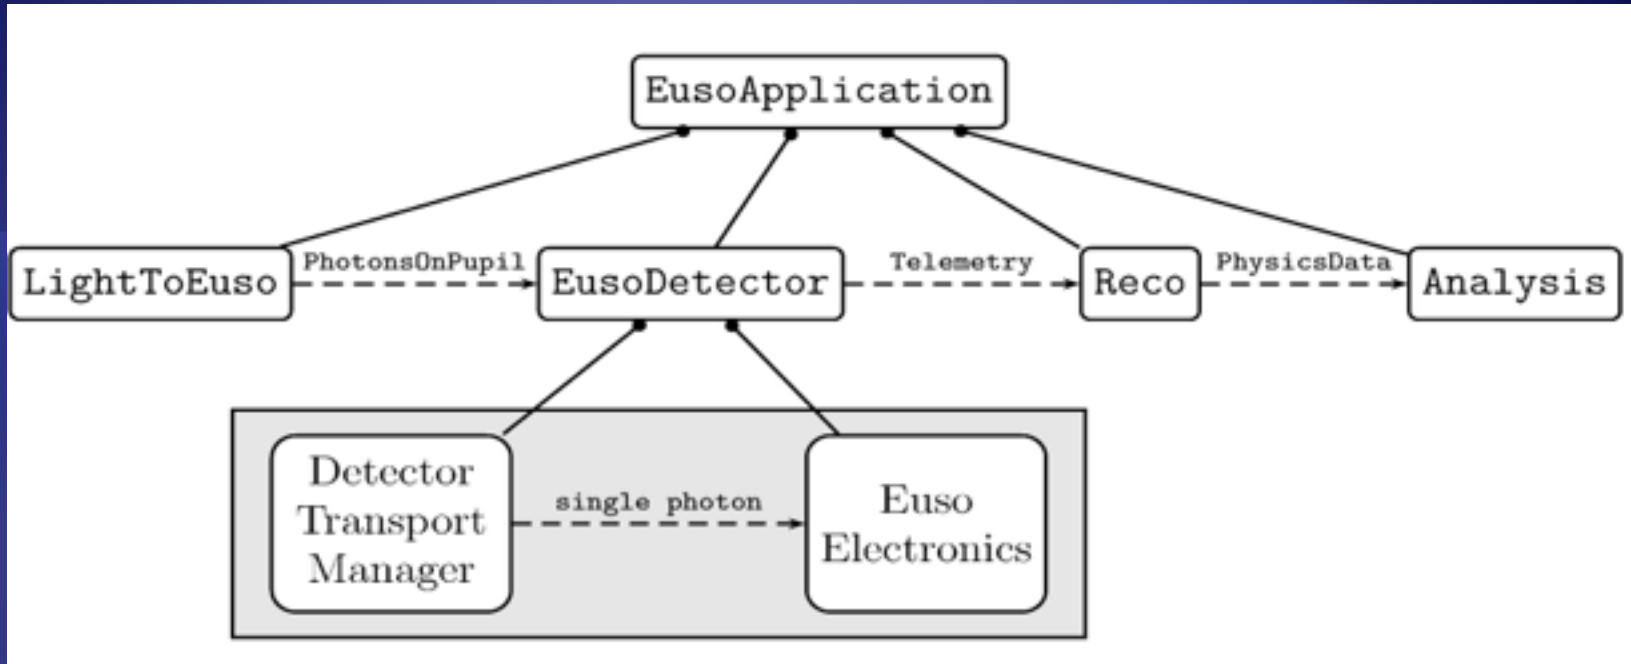 EusoApplication
LightToEuso
PhotonsOnPupil
EusoDetector
Telemetry
Reco
PhysicsData
Analysis
Detector
Transport
Manager
single photon
Euso
Electronics